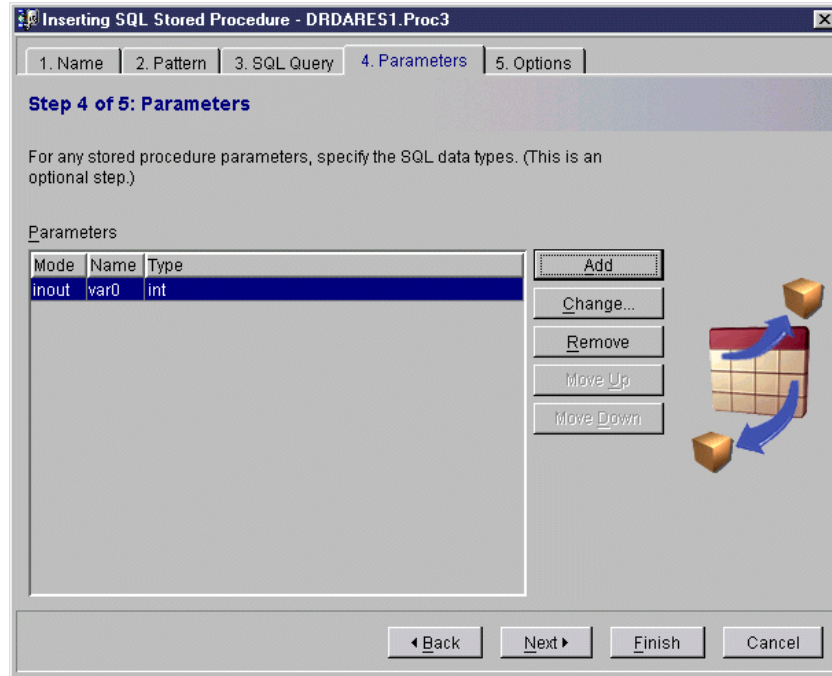 Inserting SQL Stored Procedure - DRDARES1.Proc3
1. Name 2. Pattern 3. SQL Query 4. Parameters 5. Options
Step 4 of 5: Parameters
For any stored procedure parameters, specify the SQL data types. (This is an
optional step.)
Parameters
Mode Name Type
inout var0 int
Add
Change...
Remove
Move Up
Move Down
Back Next Finish Cancel